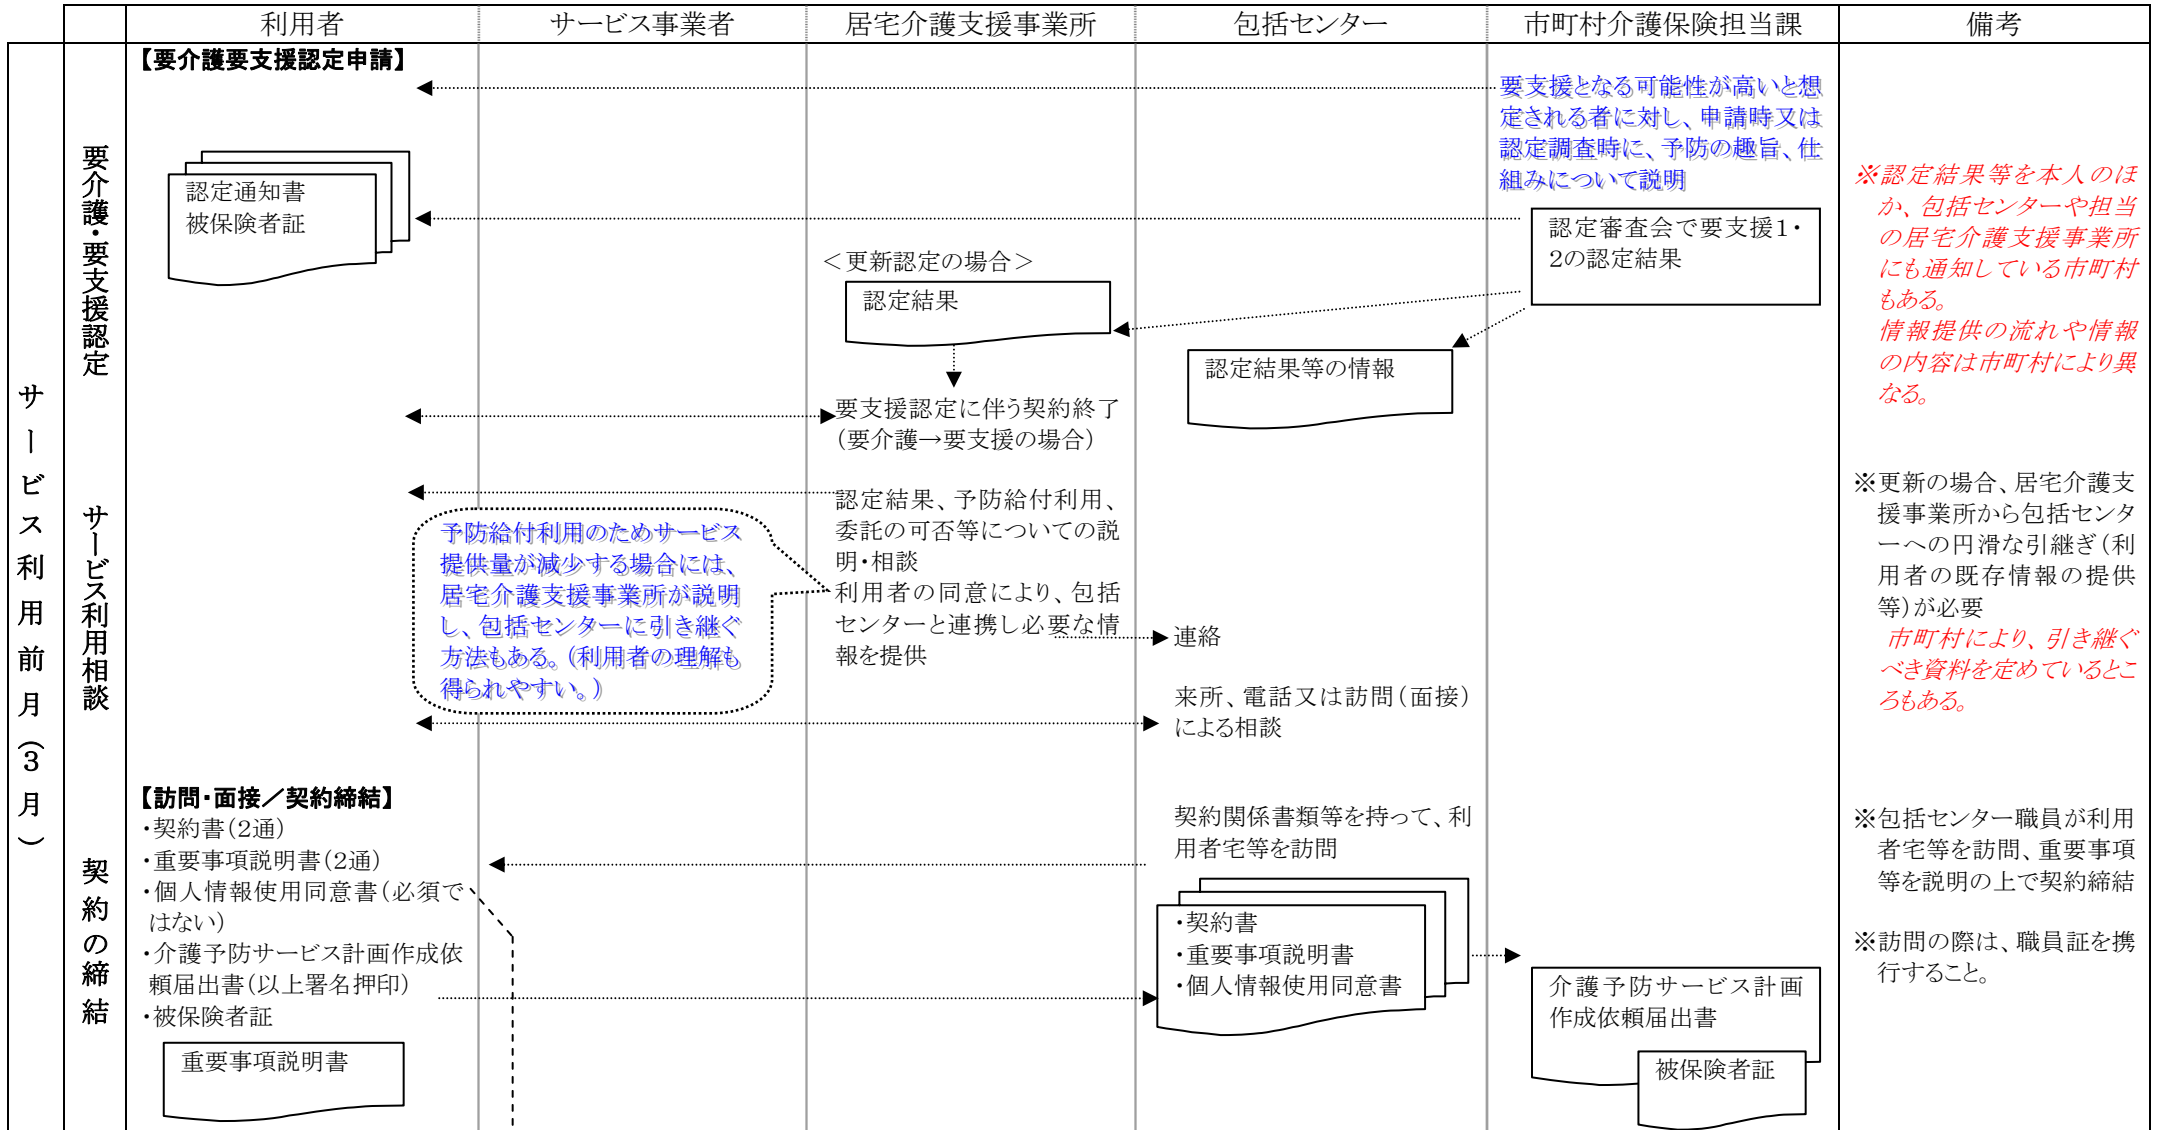 利用者
サービス事業者
居宅介護支援事業所
包括センター
市町村介護保険担当課
備考
サービス利用前月(3月)
要介護・要支援認定
【要介護要支援認定申請】
要支援となる可能性が高いと想
定される者に対し、申請時又は
認定調査時に、予防の趣旨、仕
組みについて説明
認定通知書
被保険者証
認定審査会で要支援1・
2の認定結果
<更新認定の場合>
認定結果
認定結果等の情報
要支援認定に伴う契約終了
(要介護→要支援の場合)
※認定結果等を本人のほ
か、包括センターや担当
の居宅介護支援事業所
にも通知している市町村
もある。
情報提供の流れや情報
の内容は市町村により異
なる。
サービス利用相談
認定結果、予防給付利用、
委託の可否等についての説
明・相談
利用者の同意により、包括
センターと連携し必要な情
報を提供
予防給付利用のためサービス
提供量が減少する場合には、
居宅介護支援事業所が説明
し、包括センターに引き継ぐ
方法もある。(利用者の理解も
得られやすい。)
連絡
来所、電話又は訪問(面接)
による相談
※更新の場合、居宅介護支
援事業所から包括センタ
ーへの円滑な引継ぎ(利
用者の既存情報の提供
等)が必要
市町村により、引き継ぐ
べき資料を定めているとこ
ろもある。
契約の締結
【訪問・面接/契約締結】
・契約書(2通)
・重要事項説明書(2通)
・個人情報使用同意書(必須で
はない)
・介護予防サービス計画作成依
頼届出書(以上署名押印)
・被保険者証
重要事項説明書
契約関係書類等を持って、利
用者宅等を訪問
・契約書
・重要事項説明書
・個人情報使用同意書
介護予防サービス計画
作成依頼届出書
被保険者証
※包括センター職員が利用
者宅等を訪問、重要事項
等を説明の上で契約締結
※訪問の際は、職員証を携
行すること。